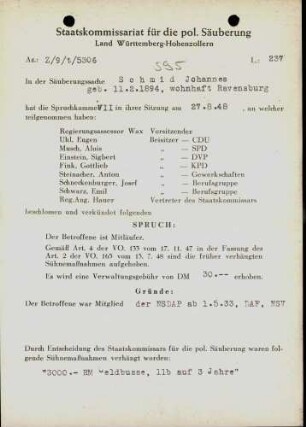 Staatskommissariat für die pol. Säuberung
Land Württemberg-Hohenzollern
Az.: Z/9/t/5306
595
L: 237
In der Säuberungssache S c h m i d Johannes
geb. 11.2.1894, wohnhaft Ravensburg
hat die Spruchkammer VII in ihrer Sitzung am 27.8.48 , an welcher
teilgenommen haben:
Regierungsassessor Wax Vorsitzender
Uhl, Eugen Beisitzer — CDU
Musch, Alois „ — SPD
Einstein, Sigbert „ — DVP
Fink, Gottlieb „ — KPD
Steinacher, Anton „ — Gewerkschaften
Schneckenburger, Josef „ — Berufsgruppe
Schwarz, Emil „ — Berufsgruppe
Reg.Ang. Hauer Vertreter des Staatskommissars
beschlossen und verkündet folgenden
SPRUCH:
Der Betroffene ist Mitläufer.
Gemäß Art. 4 der VO. 133 vom 17. 11. 47 in der Fassung des
Art. 2 der VO. 165 vom 13. 7. 48 sind die früher verhängten
Sühnemaßnahmen aufgehoben.
Es wird eine Verwaltungsgebühr von DM 30.-- erhoben.
Gründe:
Der Betroffene war Mitglied der NSDAP ab 1.5.33, DAF, NSV
Durch Entscheidung des Staatskommissars für die pol. Säuberung waren fol-
gende Sühnemaßnahmen verhängt worden:
"3000.- RM Geldbusse, 11b auf 3 Jahre"